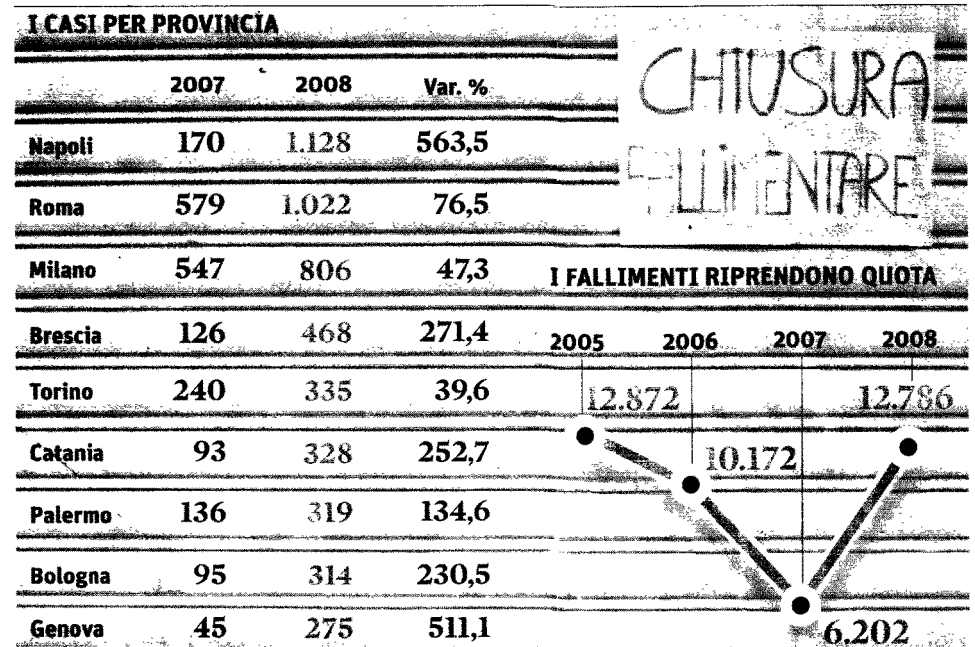 I CASI PER PROVINCIA
2007 2008 Var. %
Napoli 170 1.128 563,5
Roma 579 1.022 76,5
Milano 547 806 47,3
Brescia 126 468 271,4
Torino 240 335 39,6
Catania 93 328 252,7
Palermo 136 319 134,6
Bologna 95 314 230,5
Genova 45 275 511,1
CHIUSURA
FALLIMENTARE
I FALLIMENTI RIPRENDONO QUOTA
2005 2006 2007 2008
12.872 12.786
10.172
6.202